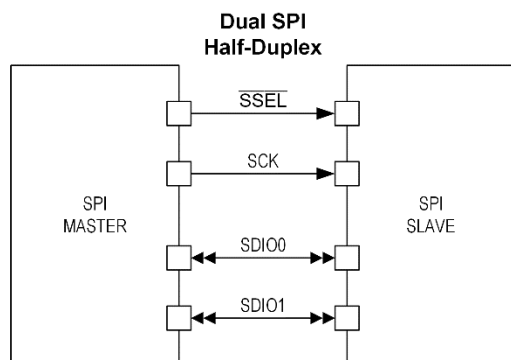 Dual SPI
Half-Duplex
SSEL
SCK
SPI
MASTER
SPI
SLAVE
SDIO0
SDIO1